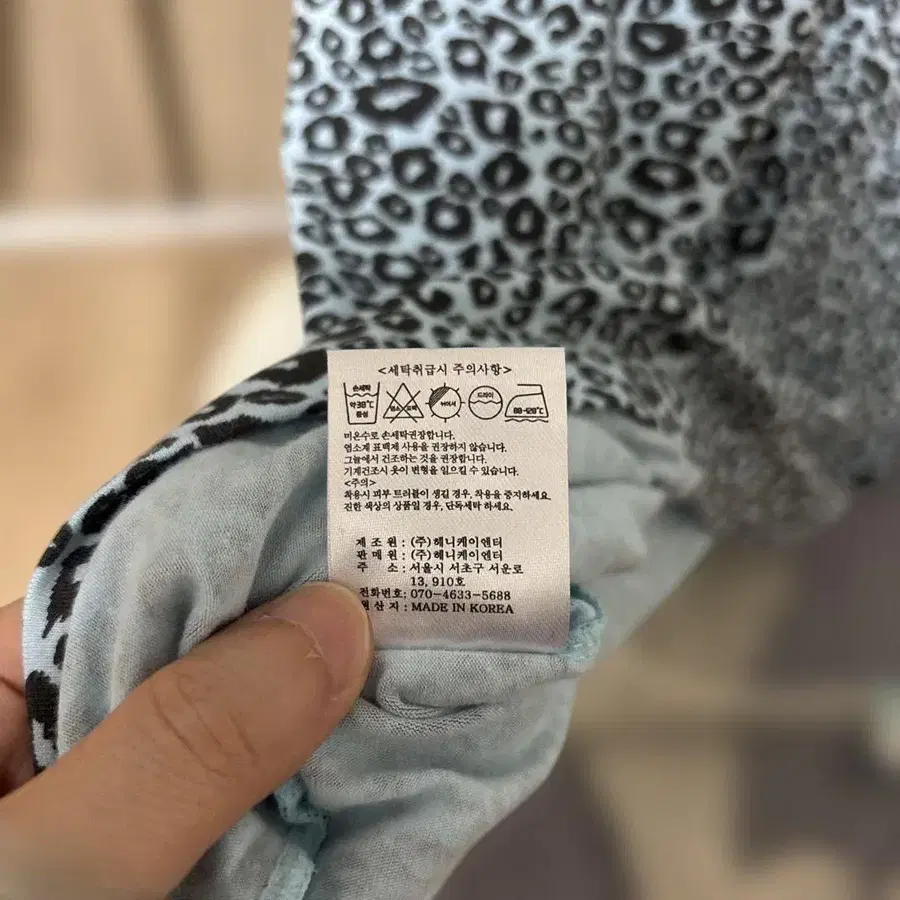 <세탁취급시 주의사항>
손세탁 약30℃ 중성 염소 표백 뉘어서 드라이 80-120℃
미온수로 손세탁권장합니다.
염소계 표백제 사용을 권장하지 않습니다.
그늘에서 건조하는 것을 권장합니다.
기계건조시 옷이 변형을 일으킬 수 있습니다.
<주의>
착용시 피부 트러블이 생길 경우, 착용을 중지하세요.
진한 색상의 상품일 경우, 단독세탁 하세요.
제 조 원 : (주)헤니케이엔터
판 매 원 : (주)헤니케이엔터
주 소 : 서울시 서초구 서운로
13, 910호
전화번호: 070-4633-5688
원산지 : MADE IN KOREA